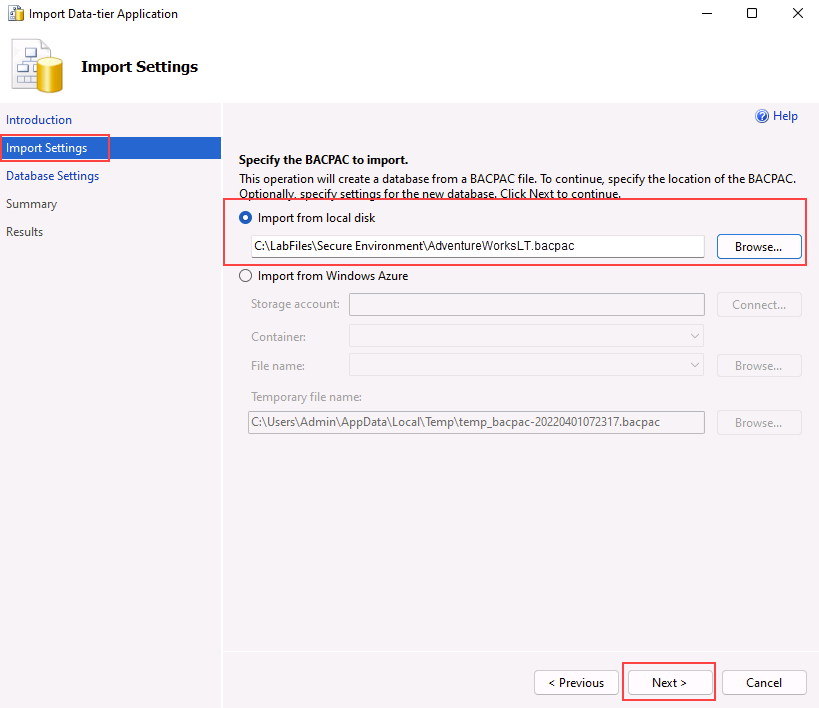 Import Data-tier Application
Import Settings
Introduction
Import Settings
Database Settings
Summary
Results
Help
Specify the BACPAC to import.
This operation will create a database from a BACPAC file. To continue, specify the location of the BACPAC.
Optionally, specify settings for the new database. Click Next to continue.
Import from local disk
C:\LabFiles\Secure Environment\AdventureWorksLT.bacpac
Browse...
Import from Windows Azure
Storage account:
Connect...
Container:
File name:
Browse...
Temporary file name:
C:\Users\Admin\AppData\Local\Temp\temp_bacpac-20220401072317.bacpac
Browse...
< Previous
Next >
Cancel